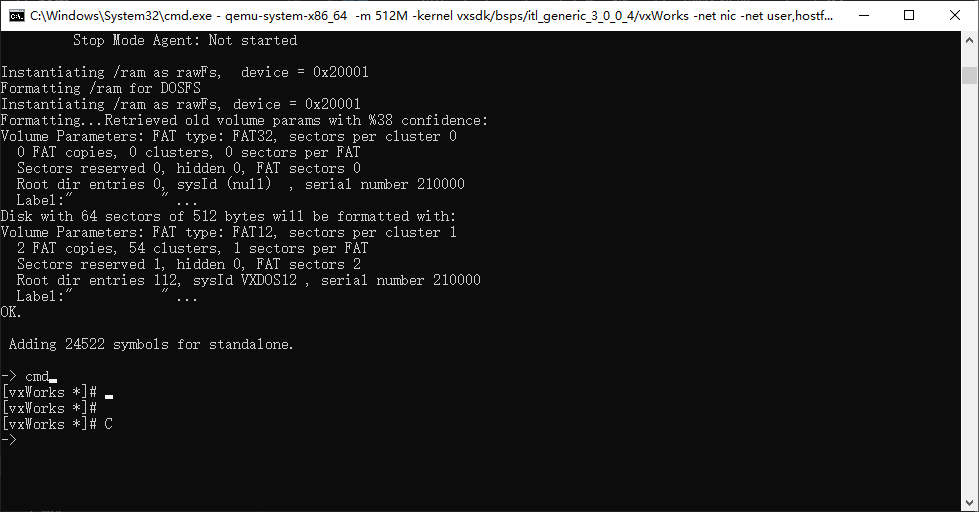 C:\Windows\System32\cmd.exe - qemu-system-x86_64  -m 512M -kernel vxsdk/bsps/itl_generic_3_0_0_4/vxWorks -net nic -net user,hostf...
Stop Mode Agent: Not started
Instantiating /ram as rawFs,  device = 0x20001
Formatting /ram for DOSFS
Instantiating /ram as rawFs, device = 0x20001
Formatting...Retrieved old volume params with %38 confidence:
Volume Parameters: FAT type: FAT32, sectors per cluster 0
  0 FAT copies, 0 clusters, 0 sectors per FAT
  Sectors reserved 0, hidden 0, FAT sectors 0
  Root dir entries 0, sysId (null)  , serial number 210000
  Label:"           " ...
Disk with 64 sectors of 512 bytes will be formatted with:
Volume Parameters: FAT type: FAT12, sectors per cluster 1
  2 FAT copies, 54 clusters, 1 sectors per FAT
  Sectors reserved 1, hidden 0, FAT sectors 2
  Root dir entries 112, sysId VXDOS12 , serial number 210000
  Label:"           " ...
OK.
 Adding 24522 symbols for standalone.
-> cmd
[vxWorks *]#
[vxWorks *]#
[vxWorks *]# C
->